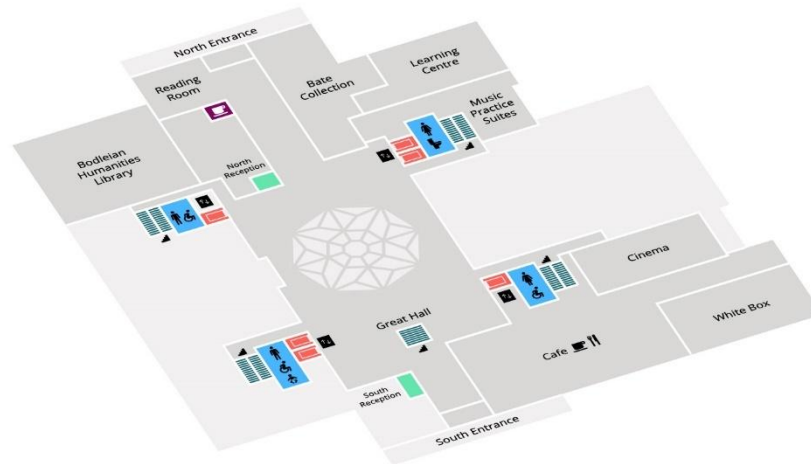 North Entrance
Reading
Room
Bate
Collection
Learning
Centre
Music
Practice
Suites
Bodleian
Humanities
Library
North
Reception
Cinema
White Box
Great Hall
Cafe
South
Reception
South Entrance